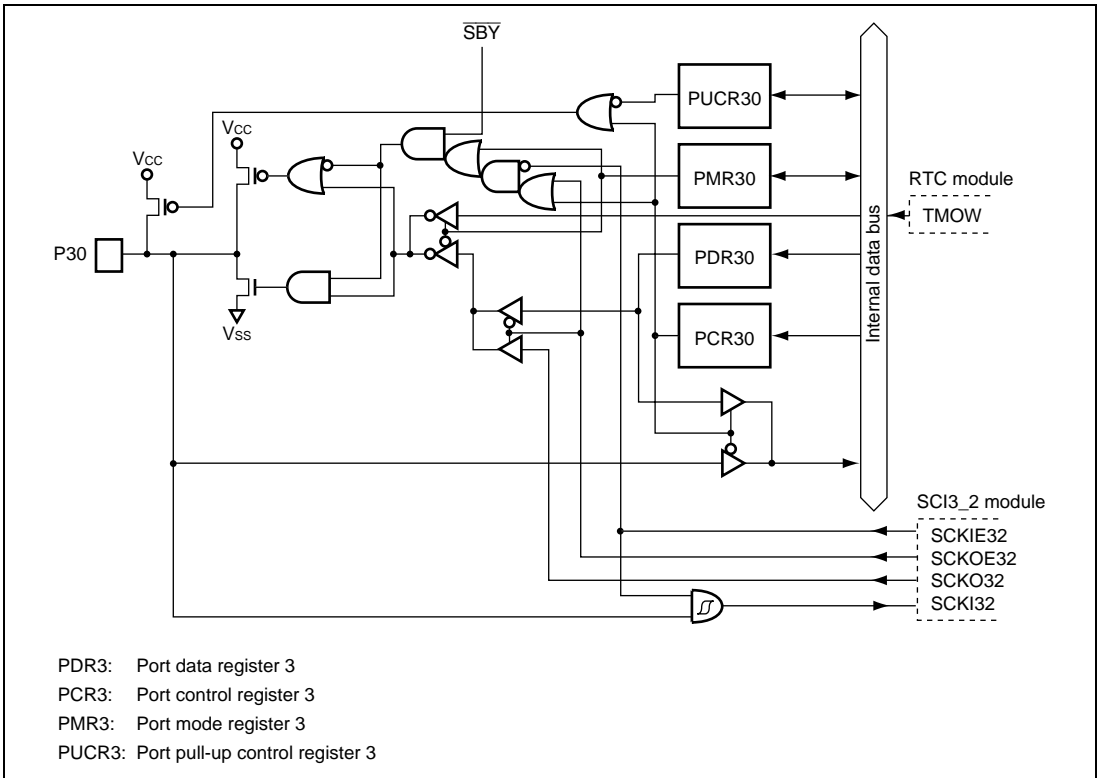 SBY
PUCR30
VCC
VCC
PMR30
RTC module
TMOW
P30
PDR30
Internal data bus
VSS
PCR30
SCI3_2 module
SCKIE32
SCKOE32
SCKO32
SCKI32
PDR3: Port data register 3
PCR3: Port control register 3
PMR3: Port mode register 3
PUCR3: Port pull-up control register 3